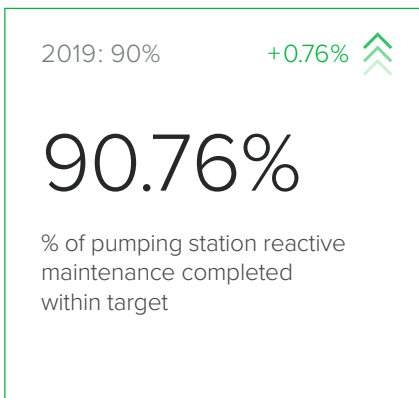 2019: 90% +0.76%
90.76%
% of pumping station reactive
maintenance completed
within target